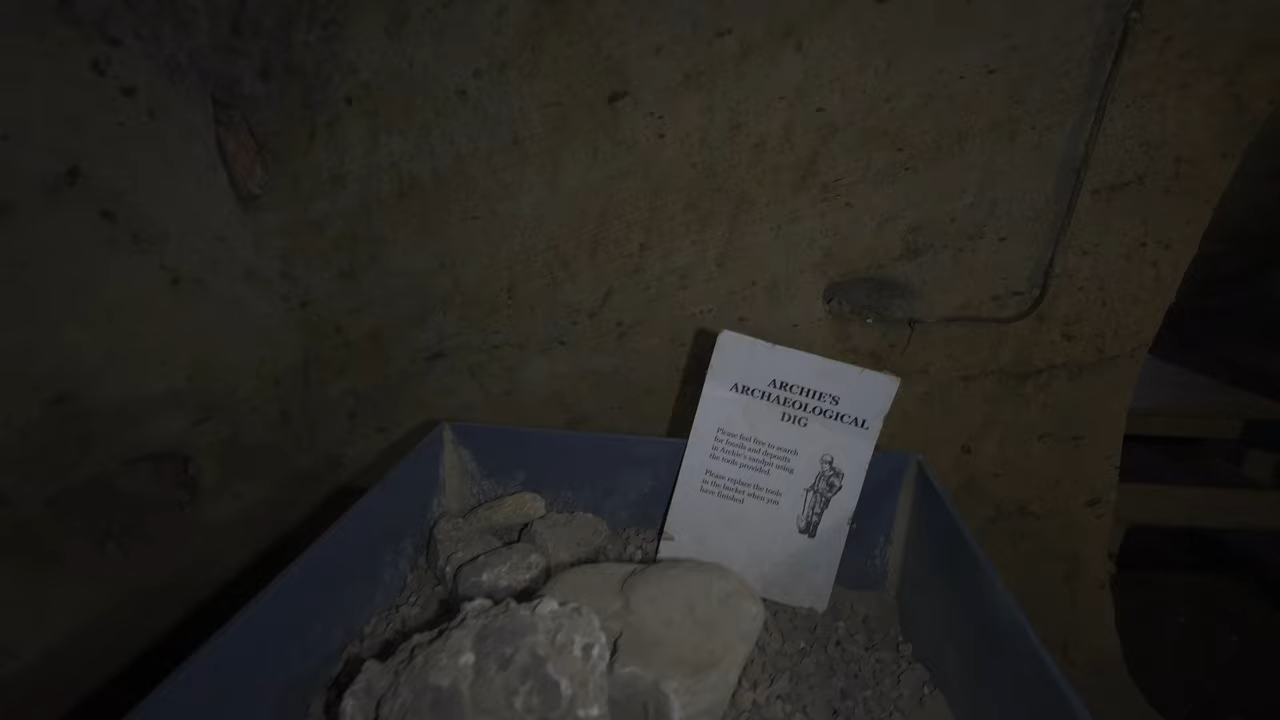 ARCHIE'S
ARCHAEOLOGICAL
DIG
Please feel free to search
for fossils and deposits
in Archie's sandpit using
the tools provided.
Please replace the tools
in the bucket when you
have finished